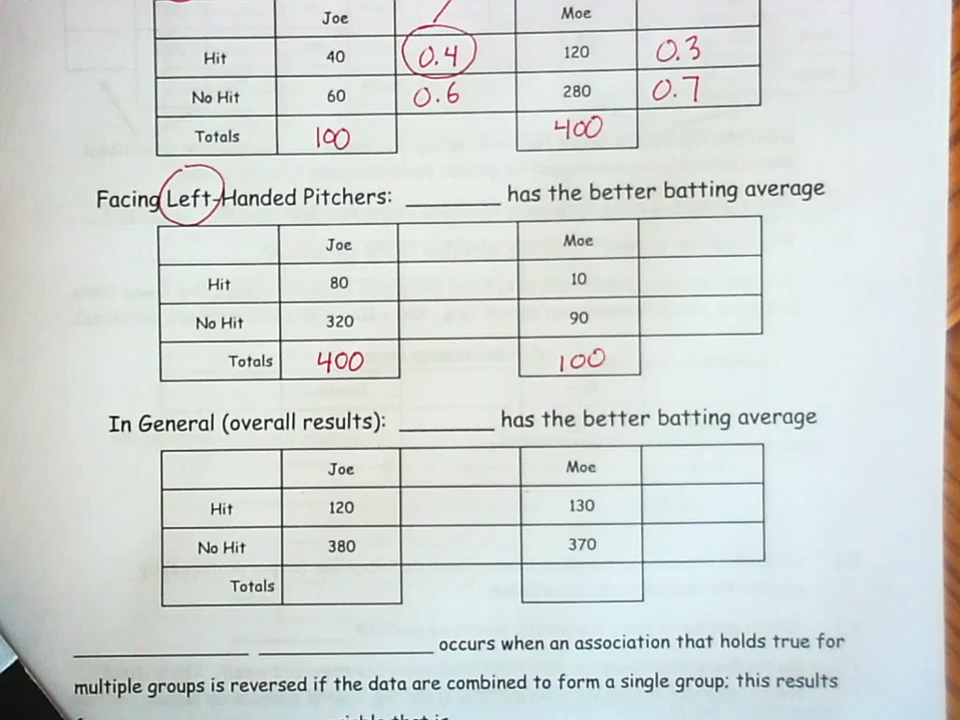 Joe Moe
Hit 40 0.4 120 0.3
No Hit 60 0.6 280 0.7
Totals 100 400
Facing Left-Handed Pitchers: ________ has the better batting average
Joe Moe
Hit 80 10
No Hit 320 90
Totals 400 100
In General (overall results): ________ has the better batting average
Joe Moe
Hit 120 130
No Hit 380 370
Totals
_______________ _______________ occurs when an association that holds true for
multiple groups is reversed if the data are combined to form a single group; this results